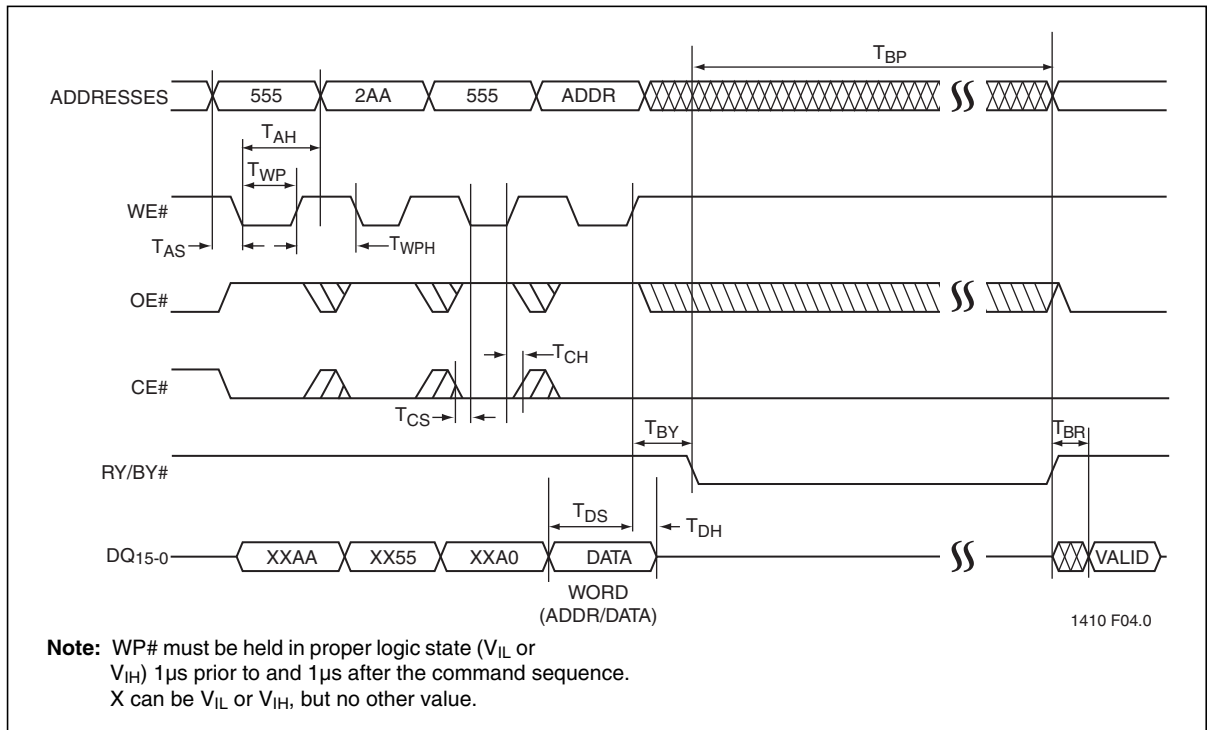 TBP
ADDRESSES 555 2AA 555 ADDR
TAH
TWP
WE#
TAS TWPH
OE#
TCH
CE#
TCS
TBY TBR
RY/BY#
TDS TDH
DQ15-0 XXAA XX55 XXA0 DATA VALID
WORD
(ADDR/DATA)
1410 F04.0
Note: WP# must be held in proper logic state (VIL or
VIH) 1µs prior to and 1µs after the command sequence.
X can be VIL or VIH, but no other value.